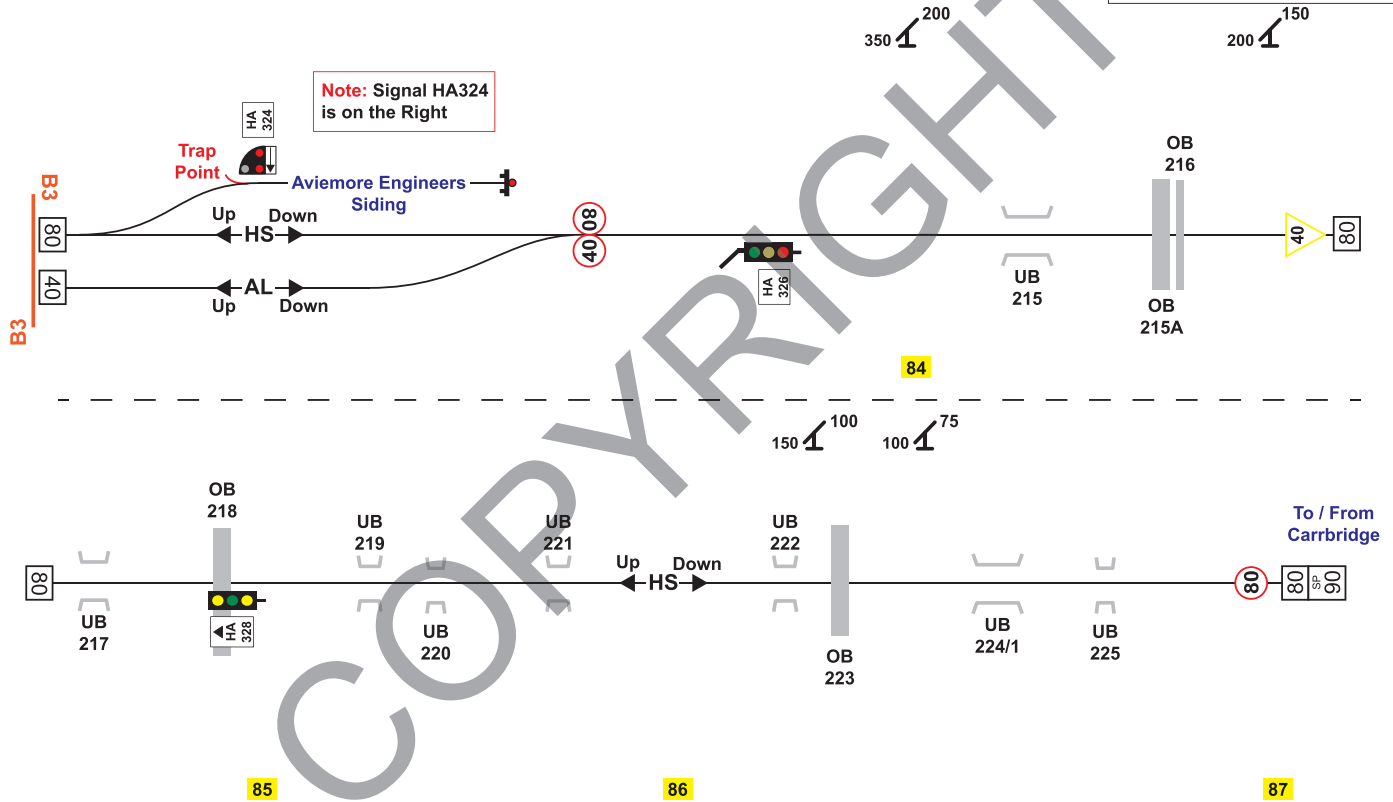 200
350
150
200
Note: Signal HA324
is on the Right
HA
324
Trap
Point
Aviemore Engineers
Siding
B3
B3
80
40
Up
HS
Down
AL
Up
Down
80
40
HA
326
UB
215
OB
216
OB
215A
40
80
84
150
100
100
75
OB
218
UB
219
UB
221
UB
222
To / From
Carrbridge
80
Up
HS
Down
80
80
SP
90
UB
217
HA
328
UB
220
OB
223
UB
224/1
UB
225
85
86
87
COPYRIGHT